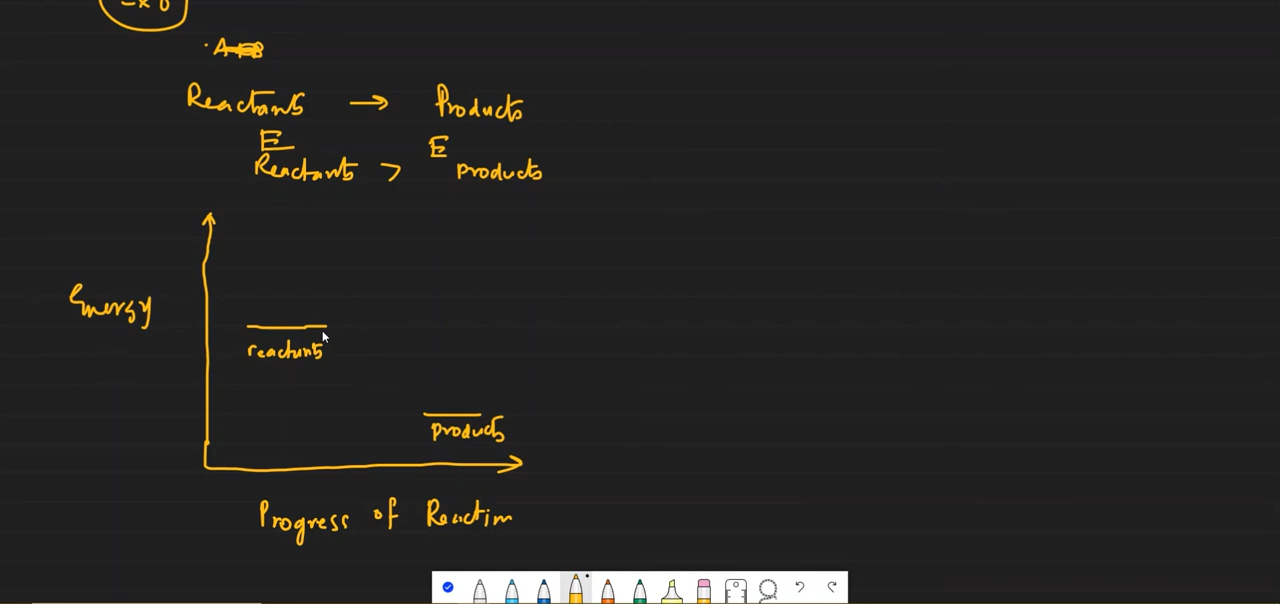 Reactants → Products
E E
Reactants > products
Energy
reactants
products
Progress of Reaction